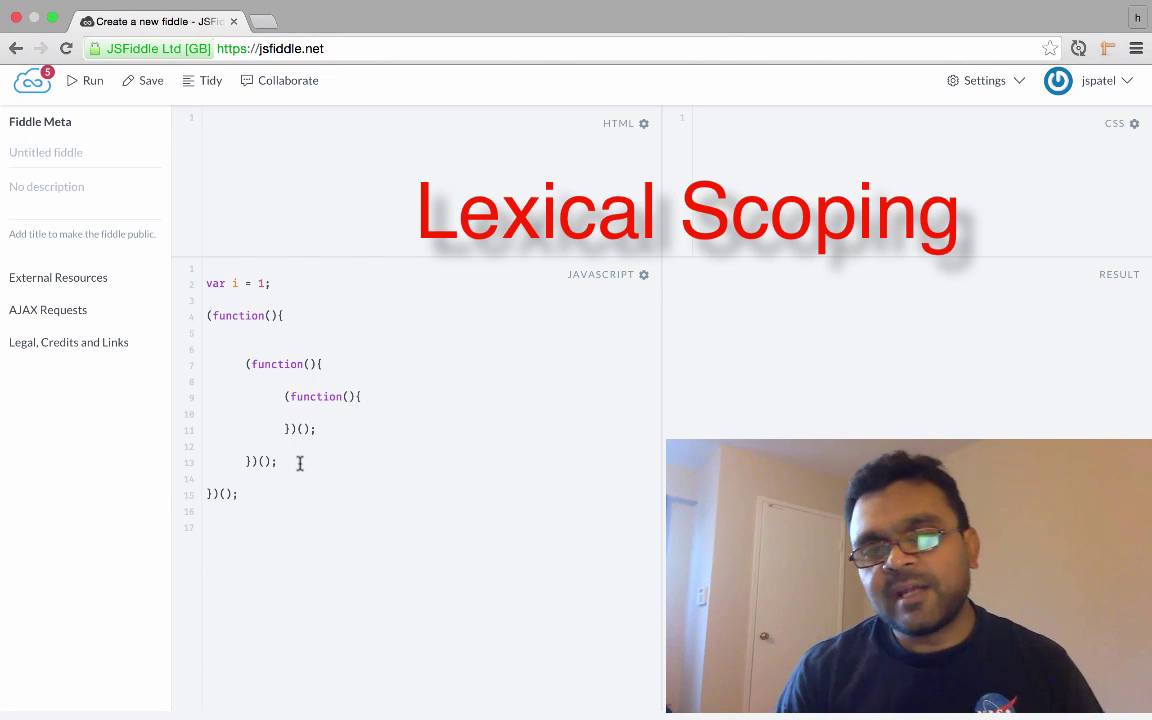 Create a new fiddle - JSFid
h
JSFiddle Ltd [GB] https://jsfiddle.net
5
Run
Save
Tidy
Collaborate
Settings
jspatel
Fiddle Meta
Untitled fiddle
No description
Add title to make the fiddle public.
External Resources
AJAX Requests
Legal, Credits and Links
1
HTML
1
CSS
Lexical Scoping
JAVASCRIPT
RESULT
1
2 var i = 1;
3
4 (function(){
5
6
7 (function(){
8
9 (function(){
10
11 })();
12
13 })();
14
15 })();
16
17
NASA